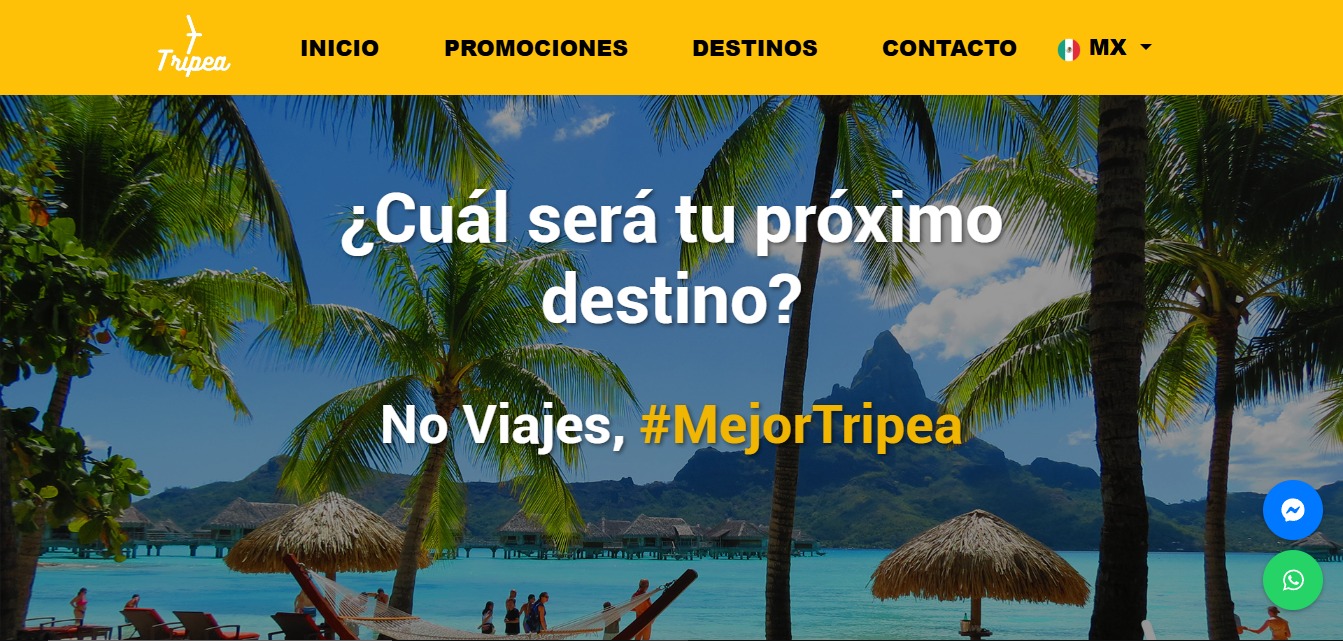 Tripea
INICIO
PROMOCIONES
DESTINOS
CONTACTO
MX
¿Cuál será tu próximo
destino?
No Viajes, #MejorTripea